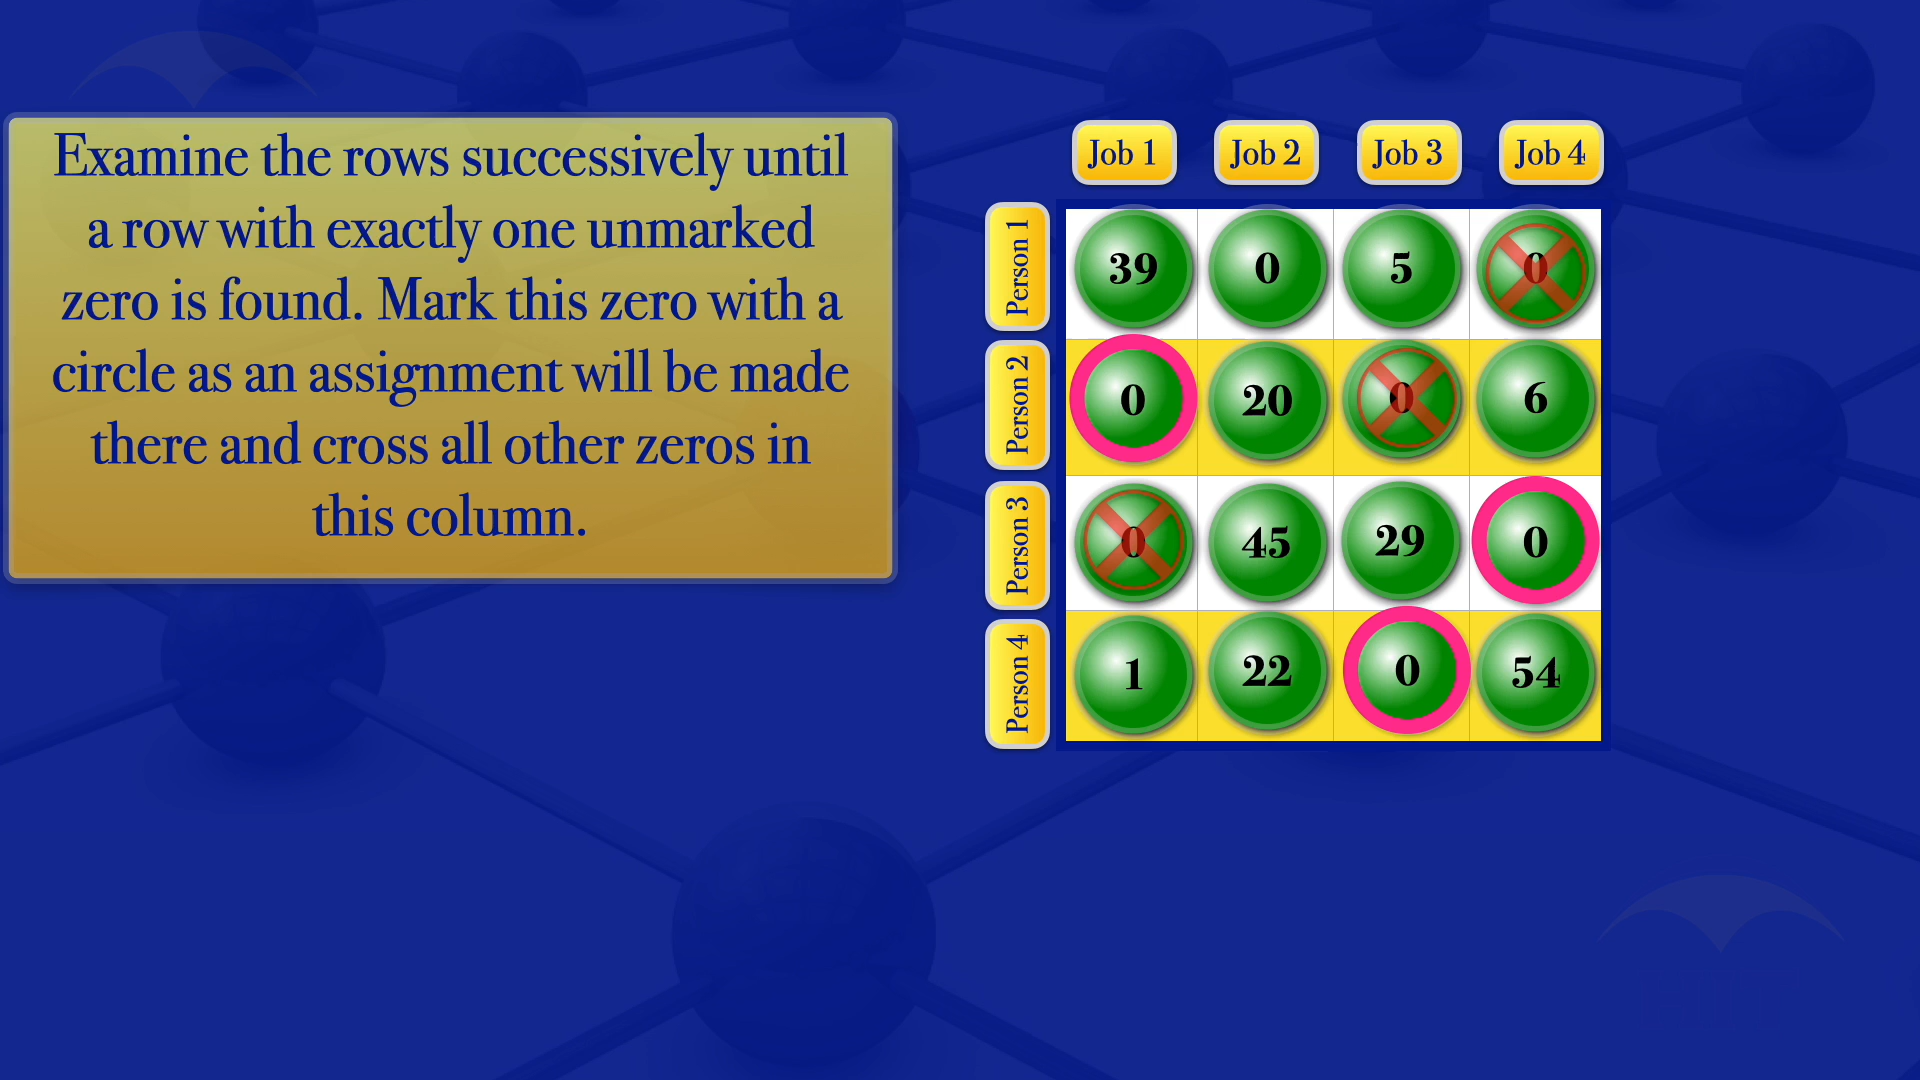 Examine the rows successively until
a row with exactly one unmarked
zero is found. Mark this zero with a
circle as an assignment will be made
there and cross all other zeros in
this column.
Job 1 Job 2 Job 3 Job 4
Person 1 39 0 5 0
Person 2 0 20 0 6
Person 3 0 45 29 0
Person 4 1 22 0 54